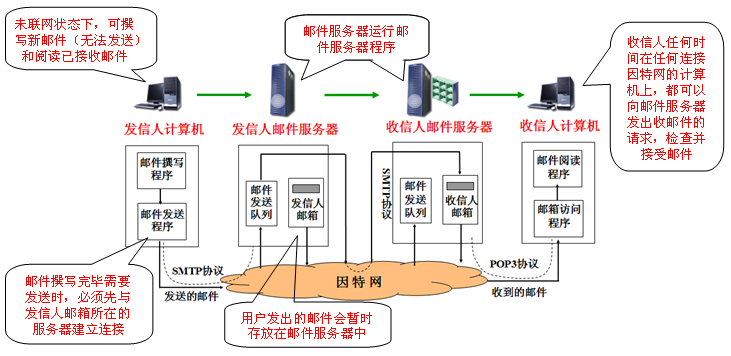 未联网状态下，可撰
写新邮件（无法发送）
和阅读已接收邮件
邮件服务器运行邮
件服务器程序
收信人任何时
间在任何连接
因特网的计算
机上，都可以
向邮件服务器
发出收邮件的
请求，检查并
接受邮件
发信人计算机
发信人邮件服务器
收信人邮件服务器
收信人计算机
邮件撰写
程序
邮件发送
程序
邮件
发送
队列
发信人
邮箱
SMTP协议
邮件
发送
队列
收信人
邮箱
邮件阅读
程序
邮箱访问
程序
SMTP协议
POP3协议
因特网
发送的邮件
收到的邮件
邮件撰写完毕需要
发送时，必须先与
发信人邮箱所在的
服务器建立连接
用户发出的邮件会暂时
存放在邮件服务器中